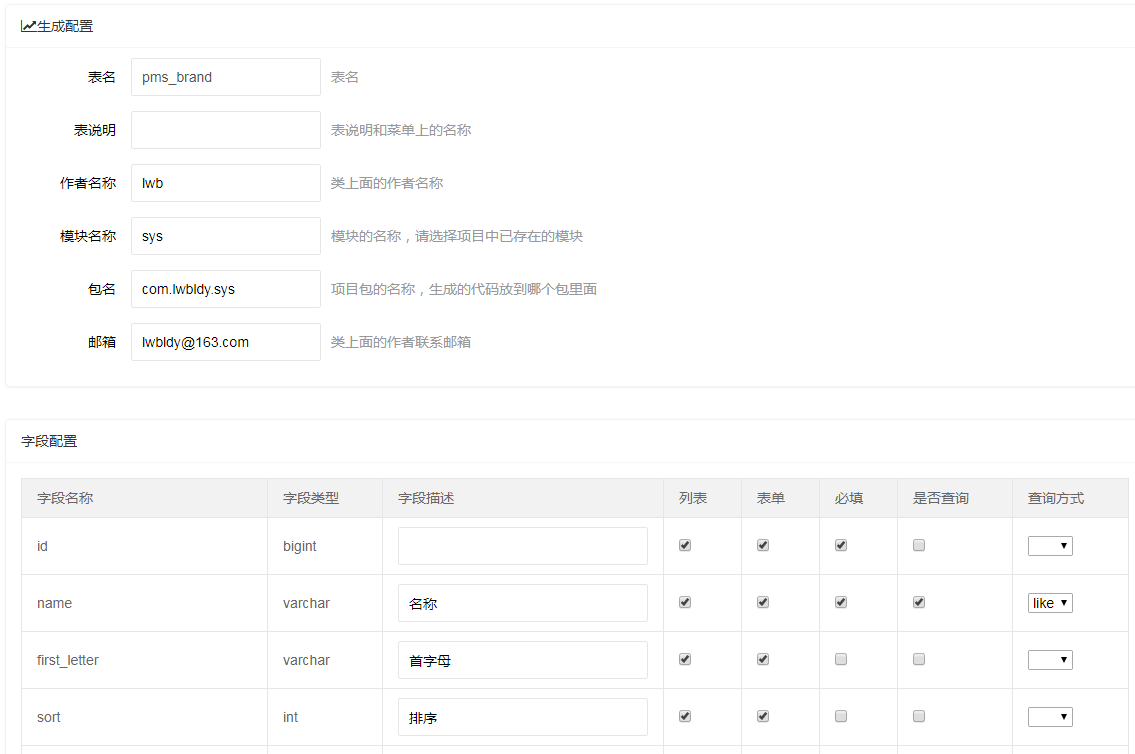 生成配置
表名 pms_brand 表名
表说明 表说明和菜单上的名称
作者名称 lwb 类上面的作者名称
模块名称 sys 模块的名称，请选择项目中已存在的模块
包名 com.lwbldy.sys 项目包的名称，生成的代码放到哪个包里面
邮箱 lwbldy@163.com 类上面的作者联系邮箱
字段配置
字段名称 字段类型 字段描述 列表 表单 必填 是否查询 查询方式
id bigint
name varchar 名称 like
first_letter varchar 首字母
sort int 排序